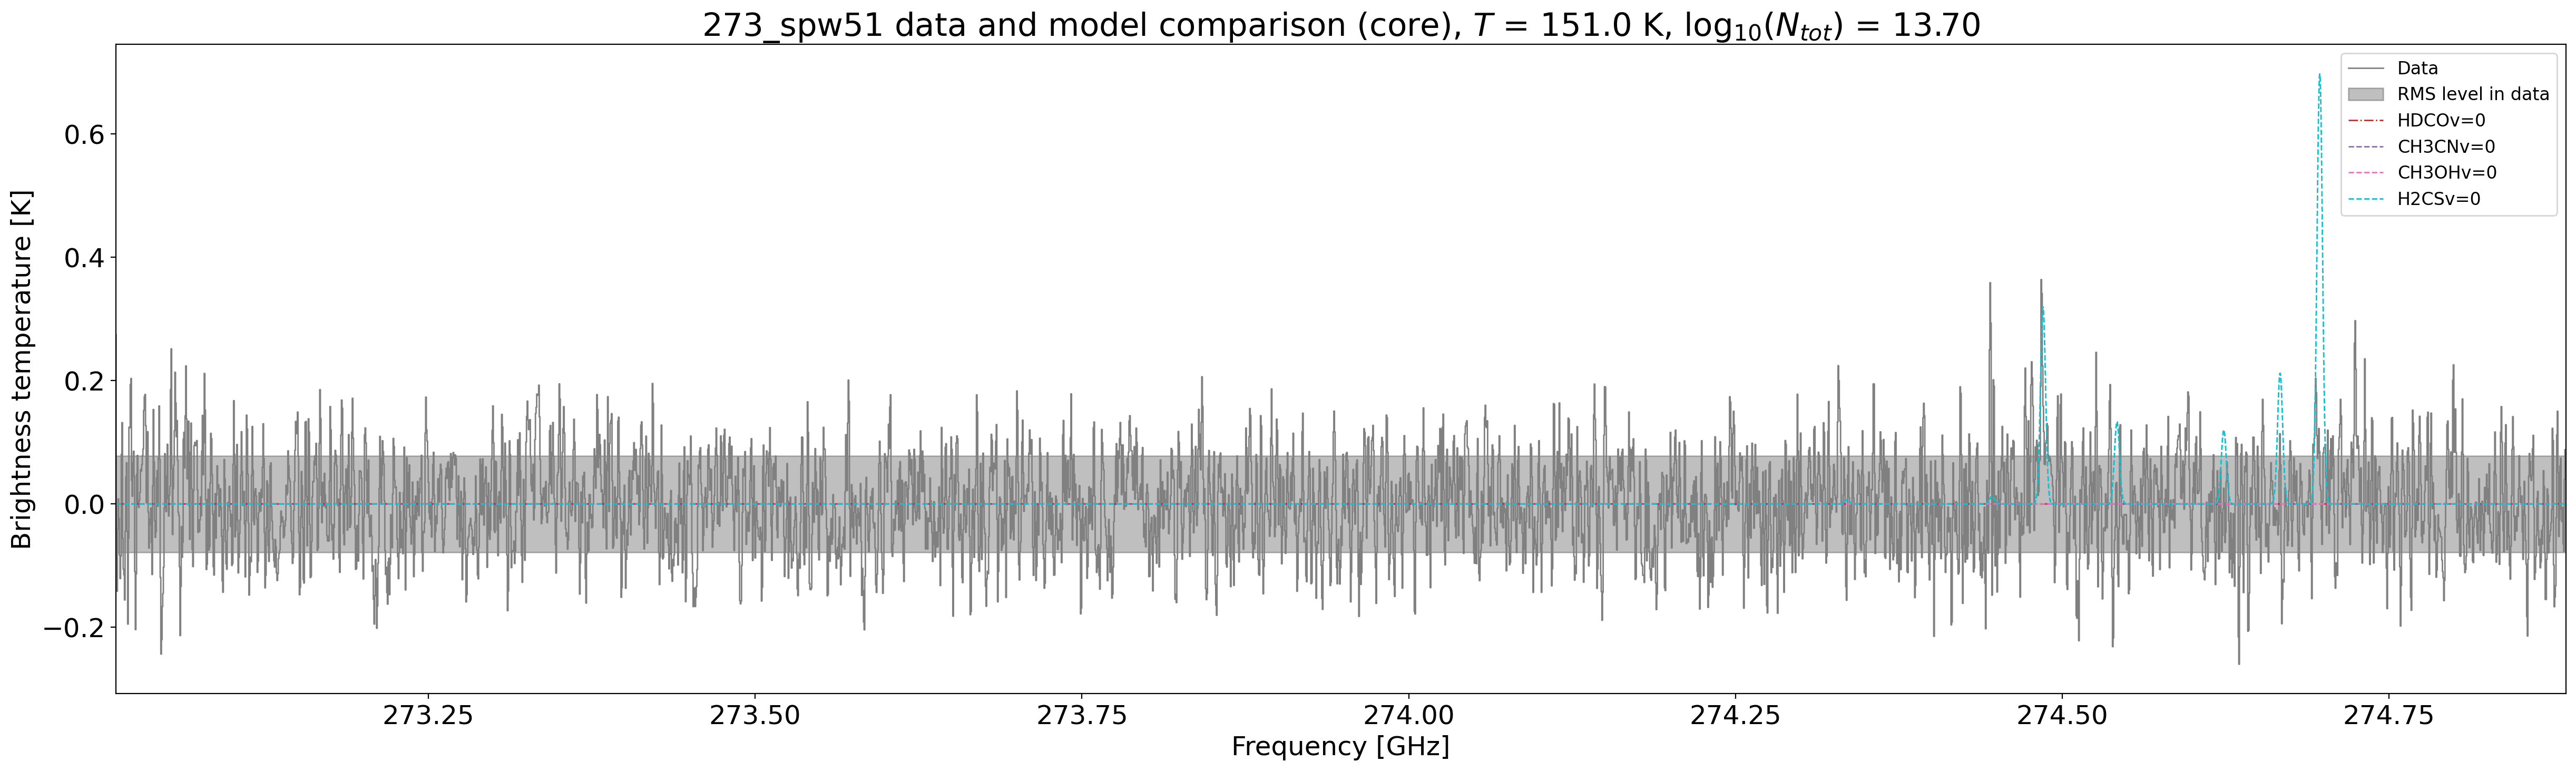 273_spw51 data and model comparison (core), T = 151.0 K, log10(Ntot) = 13.70
Data
RMS level in data
HDCOv=0
CH3CNv=0
CH3OHv=0
H2CSv=0
Brightness temperature [K]
0.6
0.4
0.2
0.0
−0.2
273.25
273.50
273.75
274.00
274.25
274.50
274.75
Frequency [GHz]